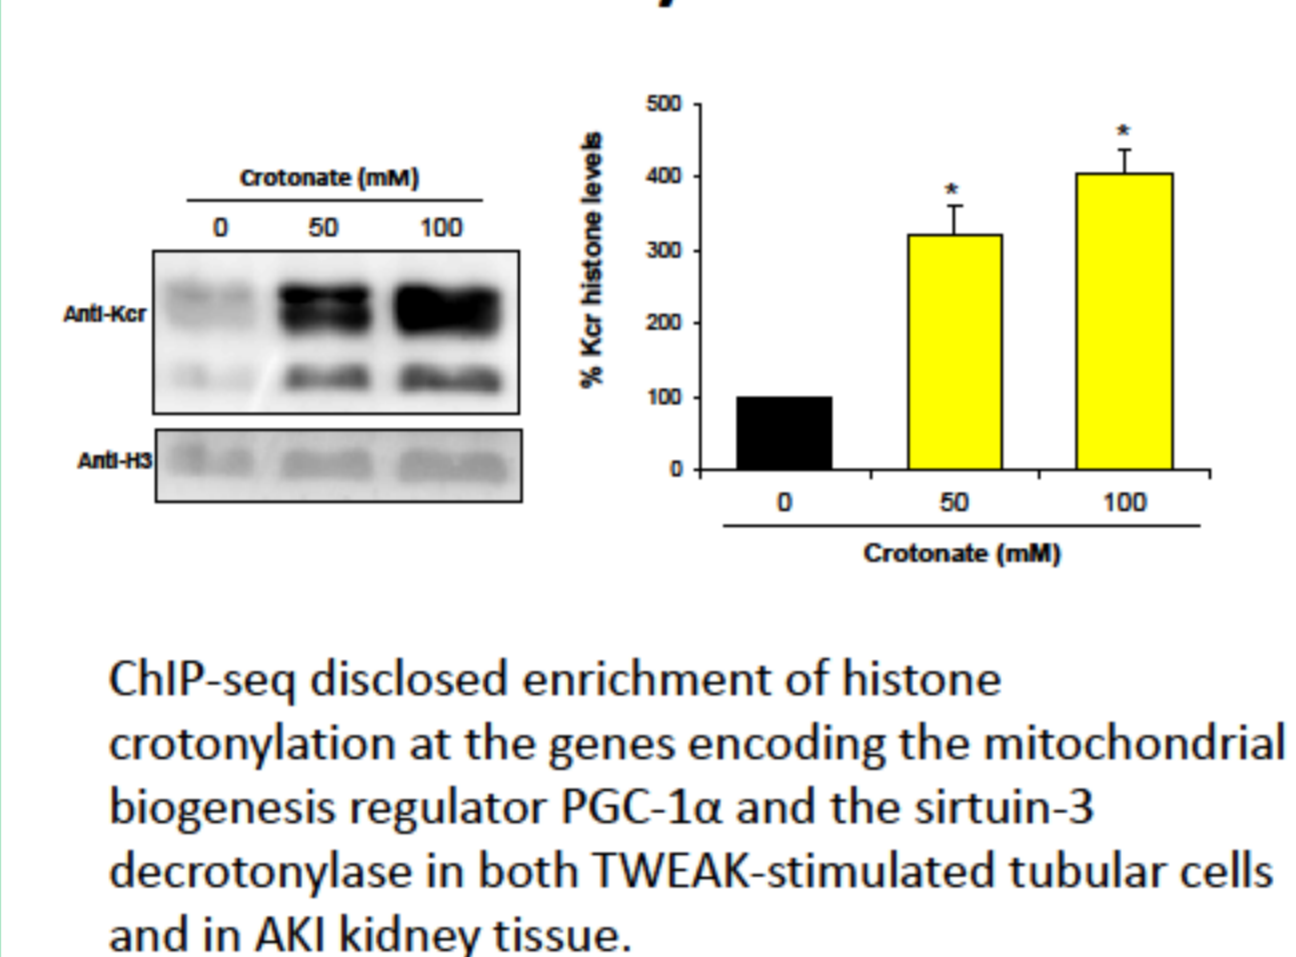 Crotonate (mM)
0 50 100
Anti-Kcr
Anti-H3
% Kcr histone levels
500
400
300
200
100
0
*
*
0 50 100
Crotonate (mM)
ChIP-seq disclosed enrichment of histone
crotonylation at the genes encoding the mitochondrial
biogenesis regulator PGC-1α and the sirtuin-3
decrotonylase in both TWEAK-stimulated tubular cells
and in AKI kidney tissue.